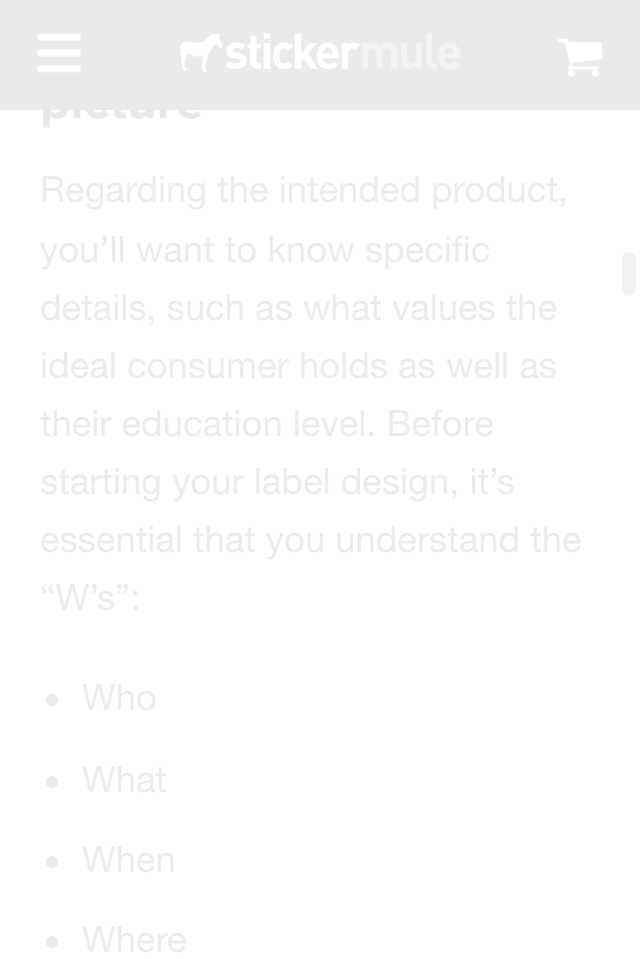 stickermule
picture
Regarding the intended product,
you’ll want to know specific
details, such as what values the
ideal consumer holds as well as
their education level. Before
starting your label design, it’s
essential that you understand the
“W’s”:
• Who
• What
• When
• Where